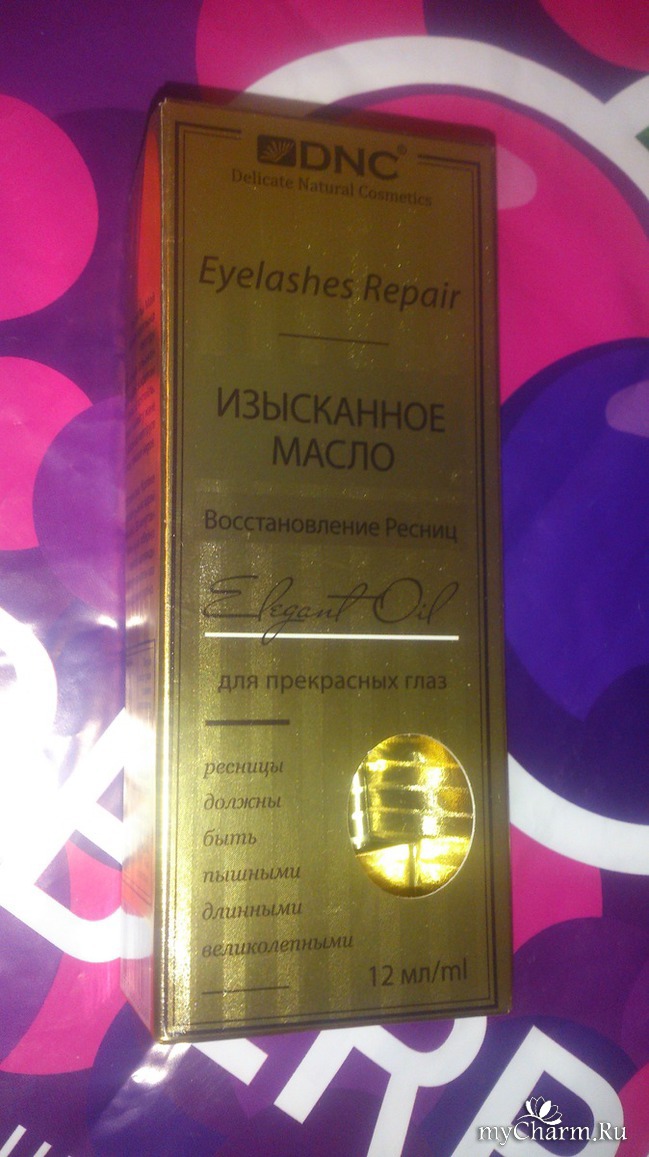 DNC®
Delicate Natural Cosmetics
Eyelashes Repair
ИЗЫСКАННОЕ
МАСЛО
Восстановление Ресниц
Elegant Oil
для прекрасных глаз
ресницы
должны
быть
пышными
длинными
великолепными
12 мл/ml
myCharm.Ru